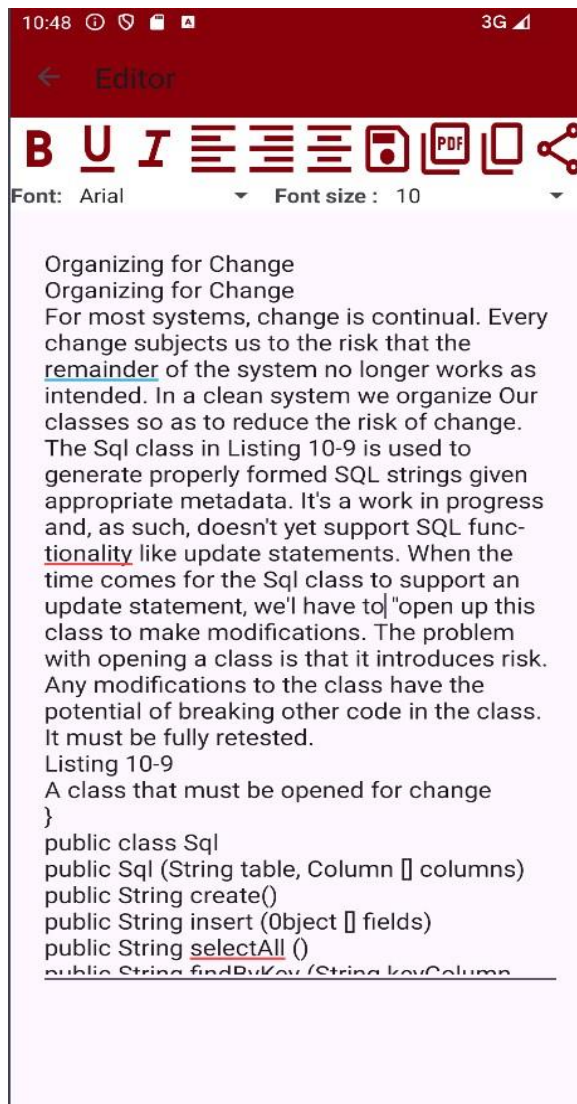 10:48
3G
Editor
B U I PDF
Font: Arial Font size : 10
Organizing for Change
Organizing for Change
For most systems, change is continual. Every
change subjects us to the risk that the
remainder of the system no longer works as
intended. In a clean system we organize Our
classes so as to reduce the risk of change.
The Sql class in Listing 10-9 is used to
generate properly formed SQL strings given
appropriate metadata. It's a work in progress
and, as such, doesn't yet support SQL func-
tionality like update statements. When the
time comes for the Sql class to support an
update statement, we'l have to "open up this
class to make modifications. The problem
with opening a class is that it introduces risk.
Any modifications to the class have the
potential of breaking other code in the class.
It must be fully retested.
Listing 10-9
A class that must be opened for change
}
public class Sql
public Sql (String table, Column [] columns)
public String create()
public String insert (0bject [] fields)
public String selectAll ()
public String findByKey (String keyColumn